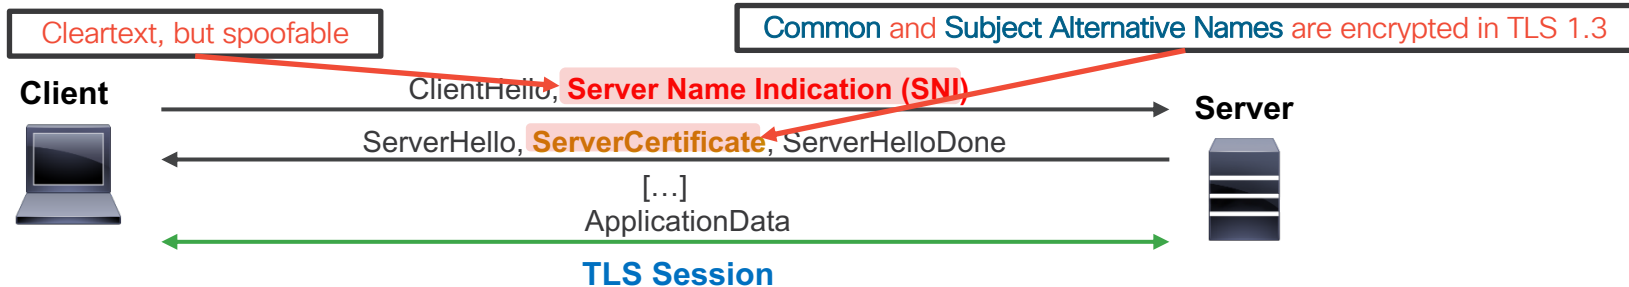 Cleartext, but spoofable
Common and Subject Alternative Names are encrypted in TLS 1.3
Client
ClientHello, Server Name Indication (SNI)
Server
ServerHello, ServerCertificate, ServerHelloDone
[…]
ApplicationData
TLS Session